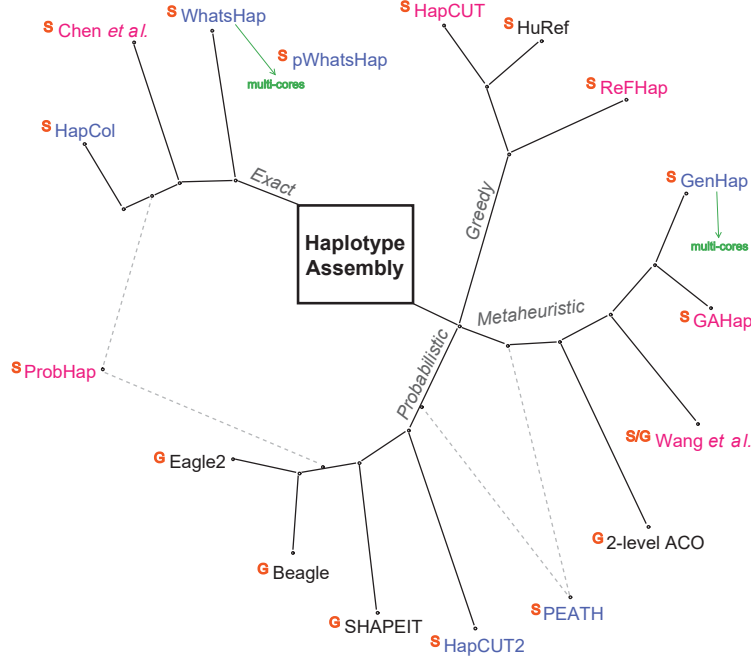 S Chen et al.
S WhatsHap
S pWhatsHap
multi-cores
S HapCol
S HapCUT
S HuRef
S ReFHap
Exact
Greedy
Haplotype
Assembly
S GenHap
multi-cores
Metaheuristic
S GAHap
Probabilistic
S ProbHap
S/G Wang et al.
G Eagle2
G 2-level ACO
G Beagle
G SHAPEIT
S HapCUT2
S PEATH